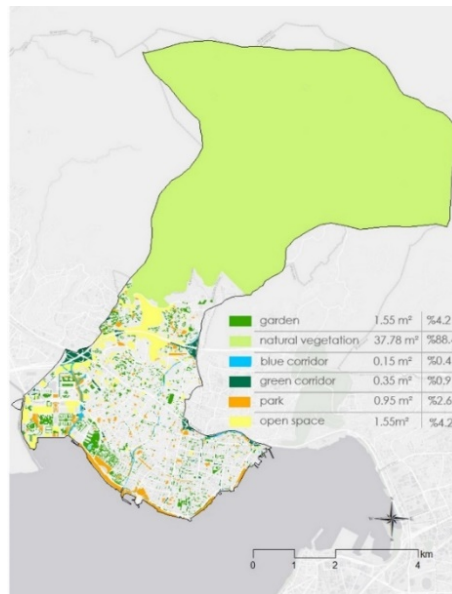 garden 1.55 m² %4.2
natural vegetation 37.78 m² %88.
blue corridor 0.15 m² %0.4
green corridor 0.35 m² %0.9
park 0.95 m² %2.6
open space 1.55m² %4.2
km
0 1 2 4